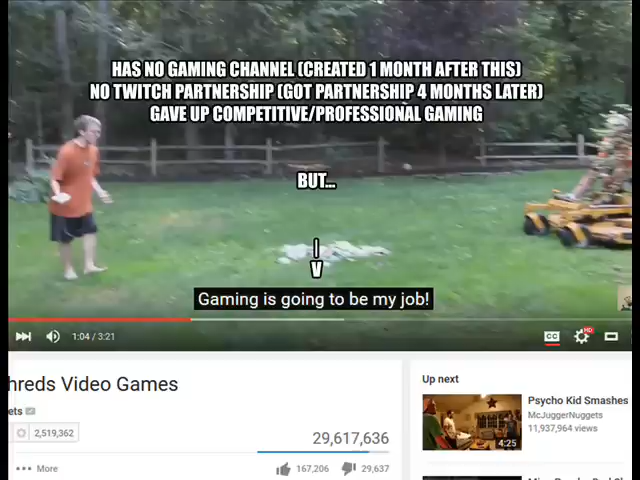 HAS NO GAMING CHANNEL (CREATED 1 MONTH AFTER THIS)
NO TWITCH PARTNERSHIP (GOT PARTNERSHIP 4 MONTHS LATER)
GAVE UP COMPETITIVE/PROFESSIONAL GAMING
BUT...
|
V
Gaming is going to be my job!
1:04 / 3:21
CC
HD
hreds Video Games
ets
2,519,362
29,617,636
More
167,206
29,637
Up next
Psycho Kid Smashes
McJuggerNuggets
11,937,964 views
4:25